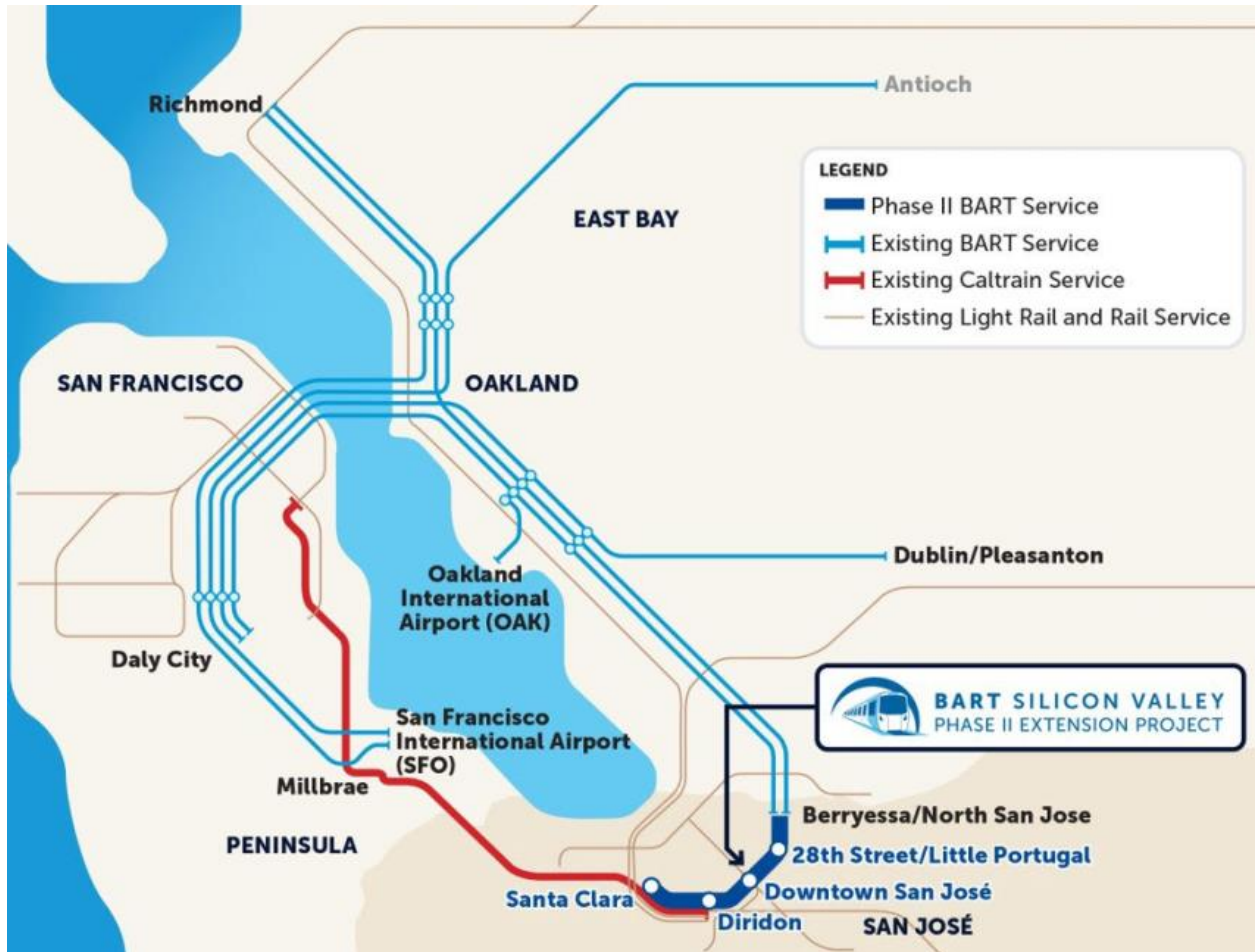 Richmond
Antioch
LEGEND
Phase II BART Service
Existing BART Service
Existing Caltrain Service
Existing Light Rail and Rail Service
EAST BAY
SAN FRANCISCO
OAKLAND
Dublin/Pleasanton
Oakland
International
Airport (OAK)
Daly City
BART SILICON VALLEY
PHASE II EXTENSION PROJECT
San Francisco
International Airport
(SFO)
Millbrae
Berryessa/North San Jose
PENINSULA
28th Street/Little Portugal
Downtown San José
Santa Clara
Diridon
SAN JOSÉ